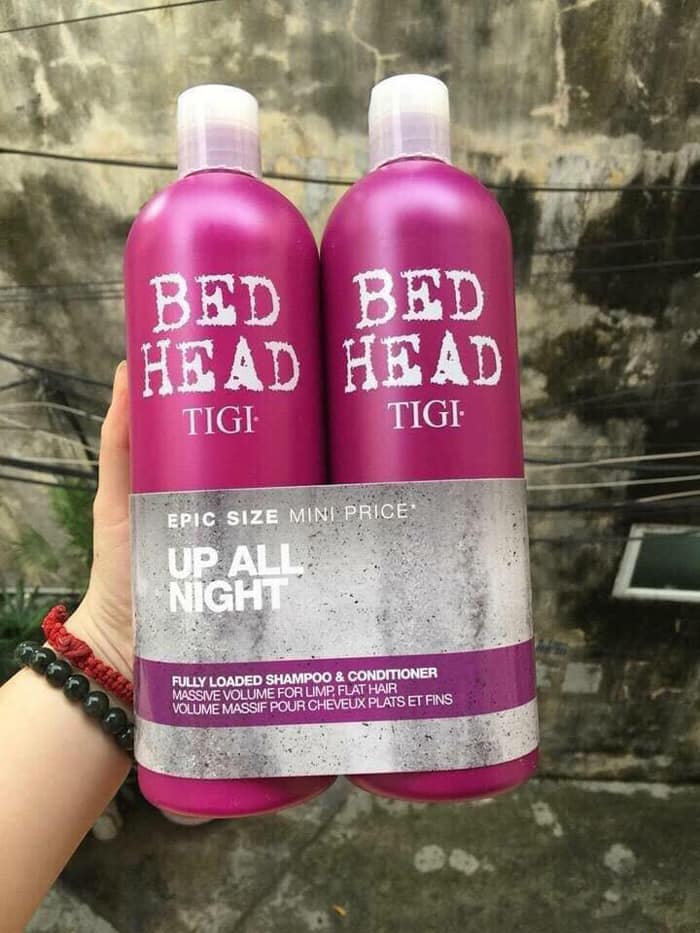 BED
HEAD
TIGI®
BED
HEAD
TIGI®
EPIC SIZE MINI PRICE*
UP ALL
NIGHT
FULLY LOADED SHAMPOO & CONDITIONER
MASSIVE VOLUME FOR LIMP, FLAT HAIR
VOLUME MASSIF POUR CHEVEUX PLATS ET FINS